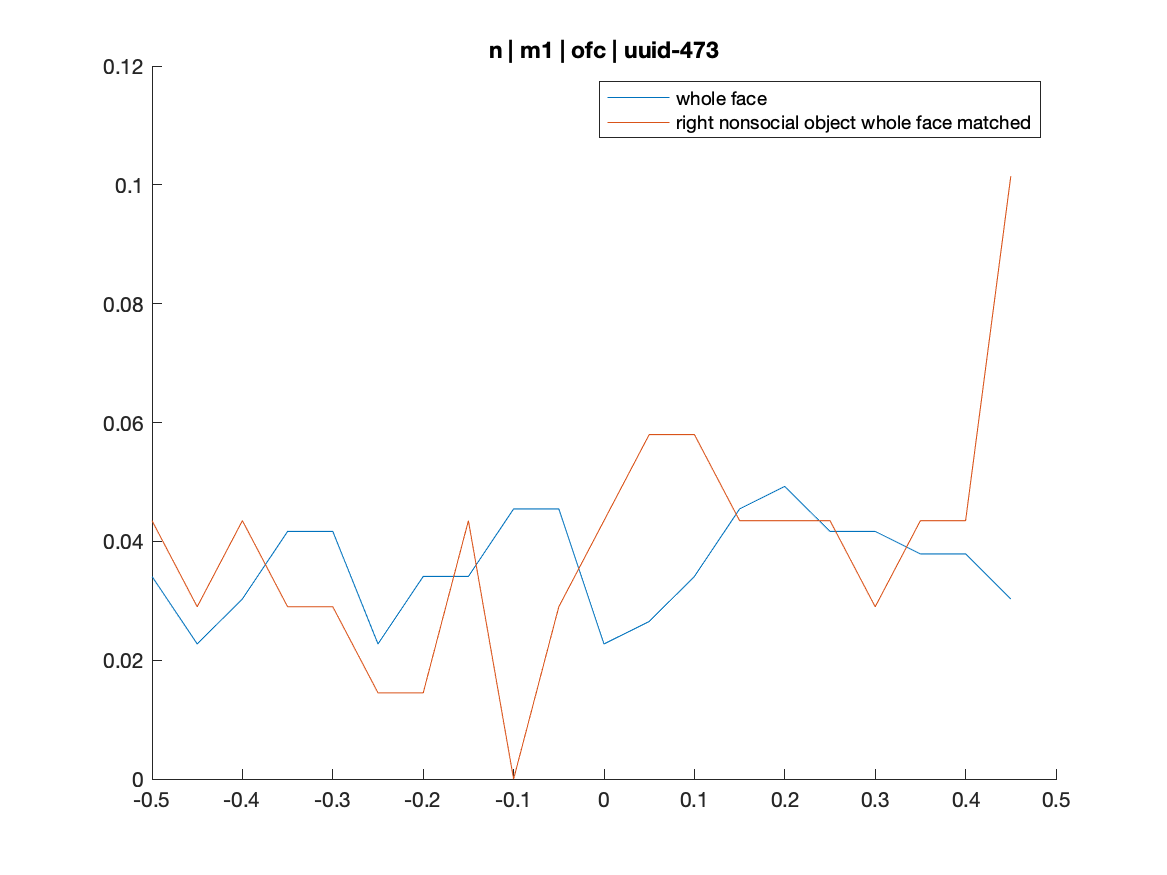 n | m1 | ofc | uuid-473
whole face
right nonsocial object whole face matched
0.12
0.1
0.08
0.06
0.04
0.02
0
-0.5 -0.4 -0.3 -0.2 -0.1 0 0.1 0.2 0.3 0.4 0.5